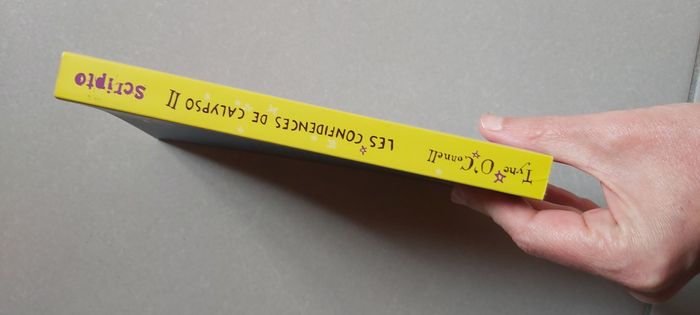 Tyne O'Connell
LES CONFIDENCES DE CALYPSO II
Scripto